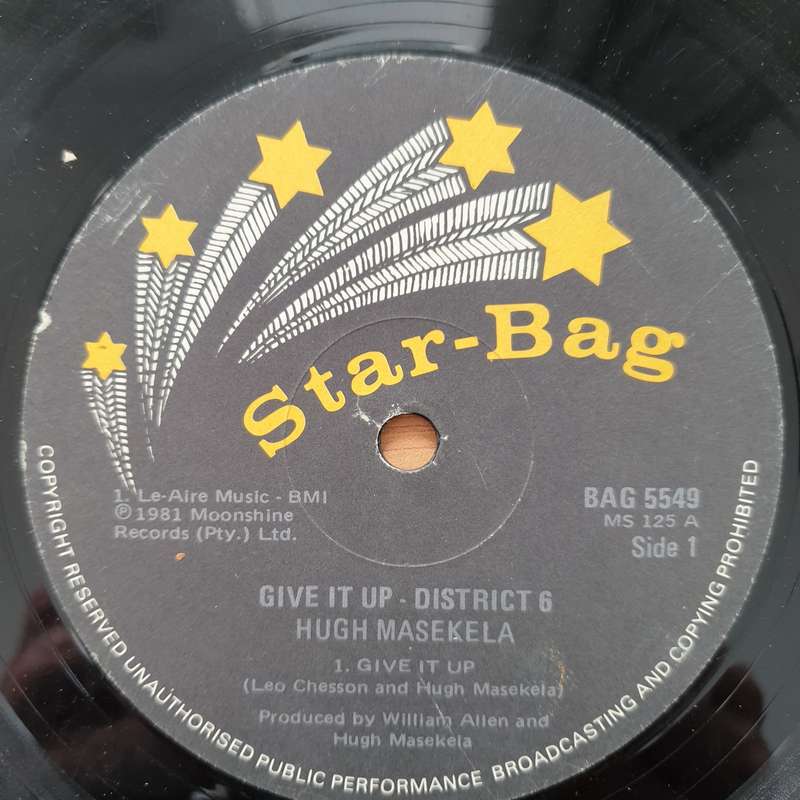 Star-Bag
1. Le-Aire Music - BMI
℗1981 Moonshine
Records (Pty.) Ltd.
BAG 5549
MS 125 A
Side 1
GIVE IT UP - DISTRICT 6
HUGH MASEKELA
1. GIVE IT UP
(Leo Chesson and Hugh Masekela)
Produced by William Allen and
Hugh Masekela
COPYRIGHT RESERVED UNAUTHORISED PUBLIC PERFORMANCE BROADCASTING AND COPYING PROHIBITED